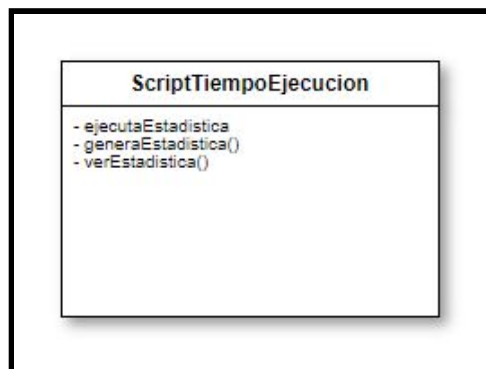 ScriptTiempoEjecucion
- ejecutaEstadistica
- generaEstadistica()
- verEstadistica()